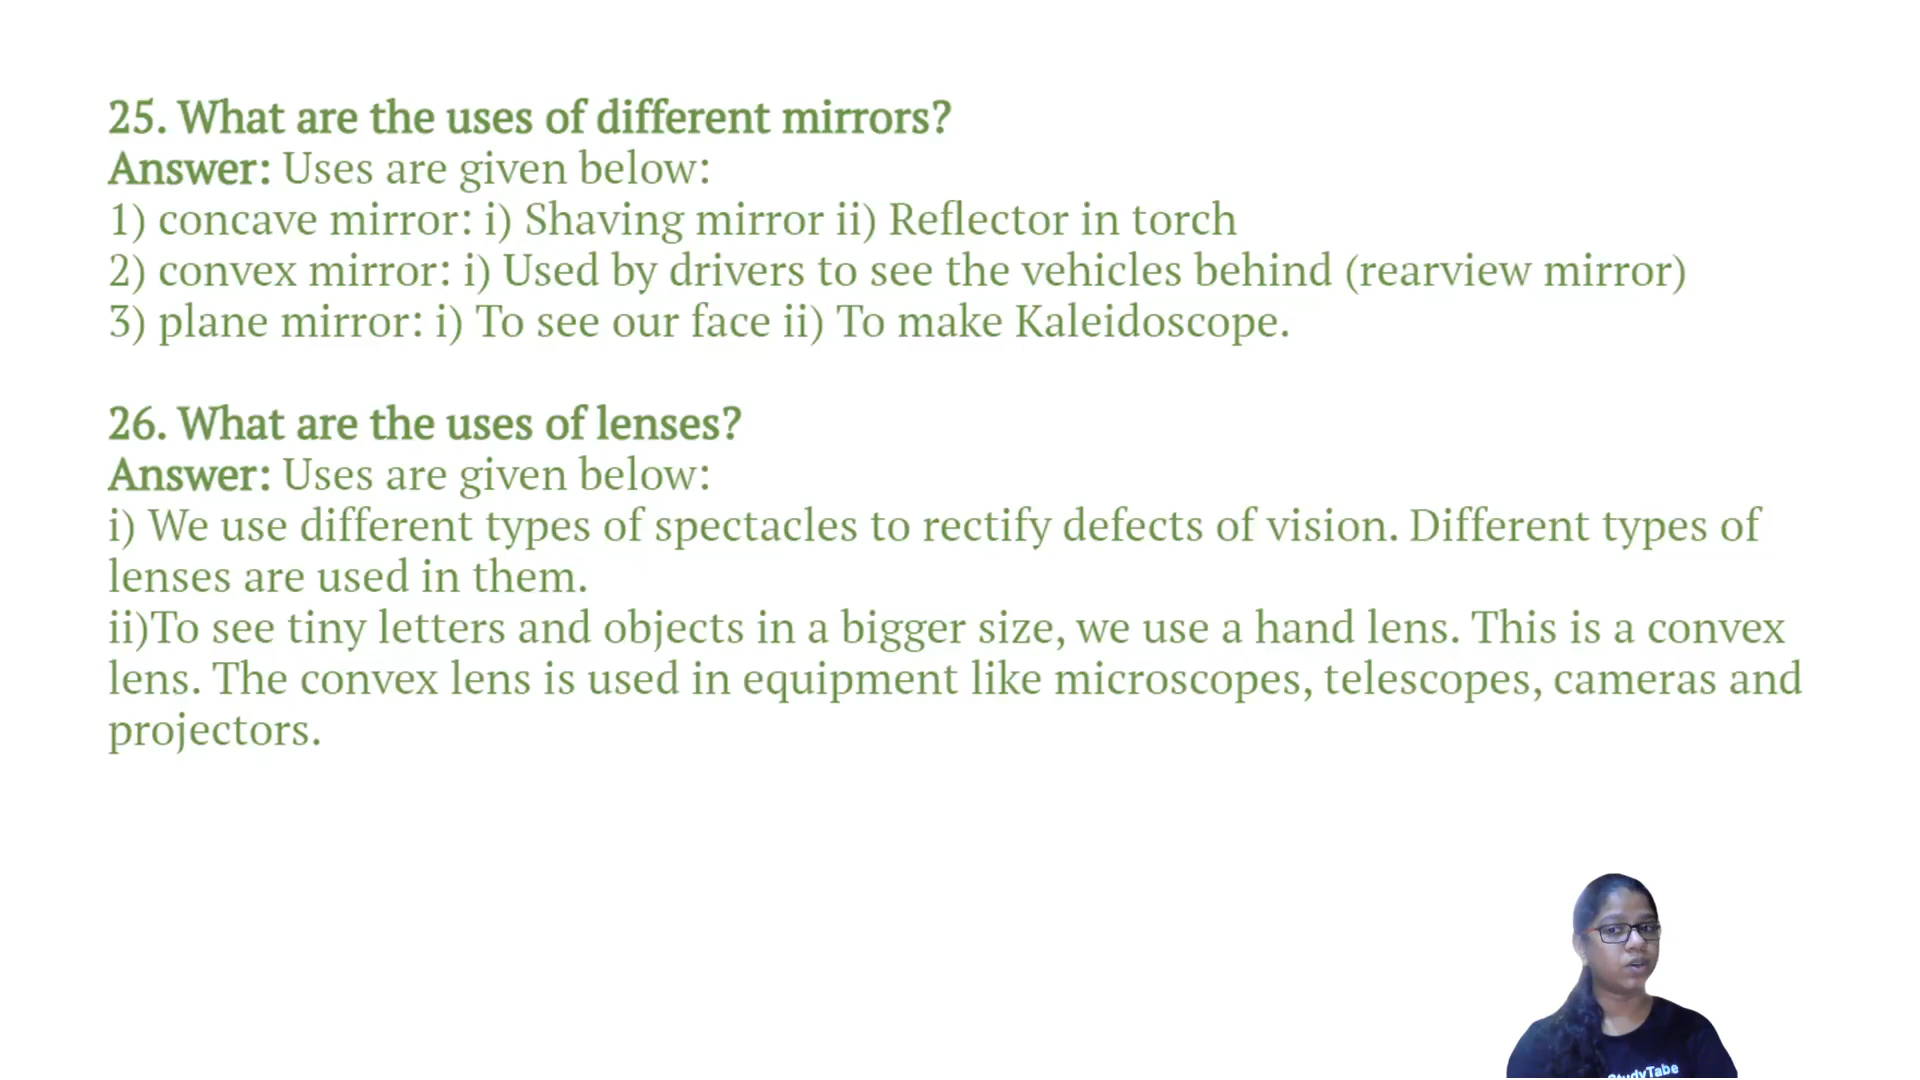 25. What are the uses of different mirrors?
Answer: Uses are given below:
1) concave mirror: i) Shaving mirror ii) Reflector in torch
2) convex mirror: i) Used by drivers to see the vehicles behind (rearview mirror)
3) plane mirror: i) To see our face ii) To make Kaleidoscope.
26. What are the uses of lenses?
Answer: Uses are given below:
i) We use different types of spectacles to rectify defects of vision. Different types of
lenses are used in them.
ii)To see tiny letters and objects in a bigger size, we use a hand lens. This is a convex
lens. The convex lens is used in equipment like microscopes, telescopes, cameras and
projectors.
StudyTabe